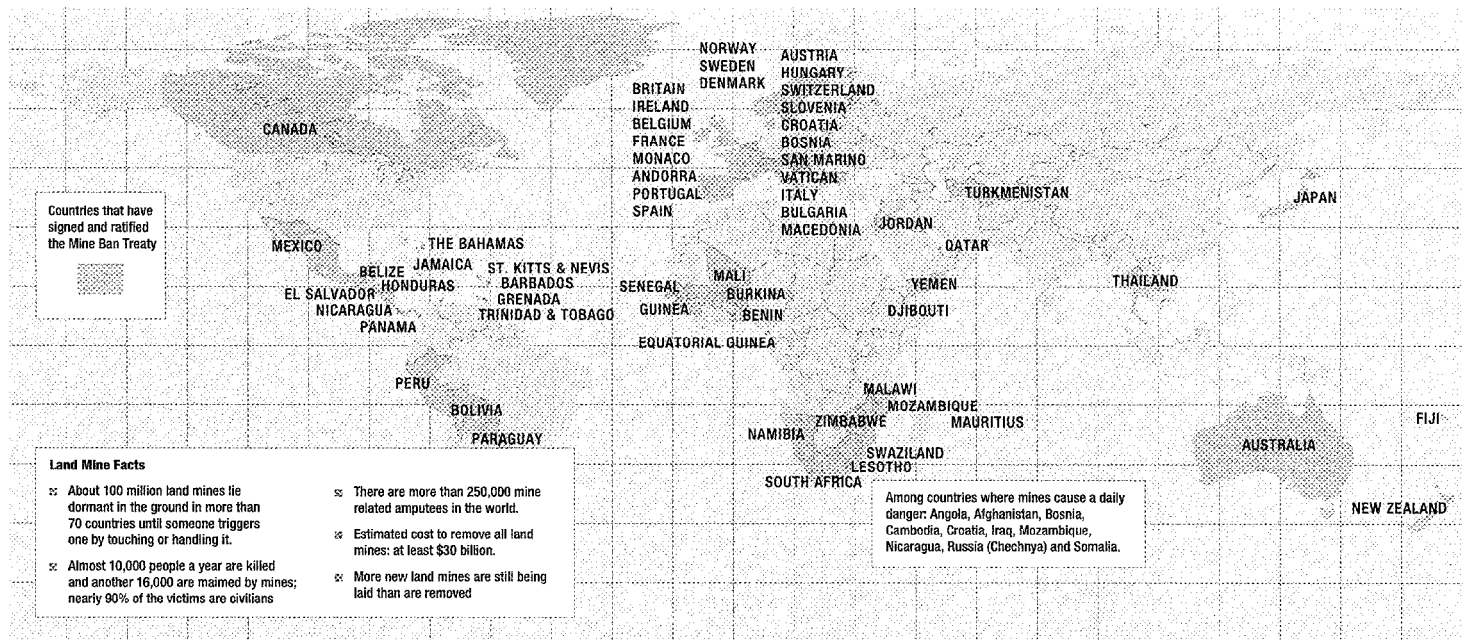 NORWAY
SWEDEN
DENMARK
AUSTRIA
HUNGARY
SWITZERLAND
SLOVENIA
CROATIA
BOSNIA
SAN MARINO
VATICAN
ITALY
BULGARIA
MACEDONIA
BRITAIN
IRELAND
BELGIUM
FRANCE
MONACO
ANDORRA
PORTUGAL
SPAIN
CANADA
TURKMENISTAN
JAPAN
JORDAN
QATAR
Countries that have
signed and ratified
the Mine Ban Treaty
MEXICO
THE BAHAMAS
JAMAICA
BELIZE
HONDURAS
EL SALVADOR
NICARAGUA
PANAMA
ST. KITTS & NEVIS
BARBADOS
GRENADA
TRINIDAD & TOBAGO
SENEGAL
GUINEA
MALI
BURKINA
BENIN
EQUATORIAL GUINEA
YEMEN
DJIBOUTI
THAILAND
PERU
BOLIVIA
PARAGUAY
MALAWI
MOZAMBIQUE
ZIMBABWE
MAURITIUS
NAMIBIA
SWAZILAND
LESOTHO
SOUTH AFRICA
FIJI
AUSTRALIA
NEW ZEALAND
Land Mine Facts
About 100 million land mines lie
dormant in the ground in more than
70 countries until someone triggers
one by touching or handling it.
Almost 10,000 people a year are killed
and another 16,000 are maimed by mines;
nearly 90% of the victims are civilians
There are more than 250,000 mine
related amputees in the world.
Estimated cost to remove all land
mines: at least $30 billion.
More new land mines are still being
laid than are removed
Among countries where mines cause a daily
danger: Angola, Afghanistan, Bosnia,
Cambodia, Croatia, Iraq, Mozambique,
Nicaragua, Russia (Chechnya) and Somalia.